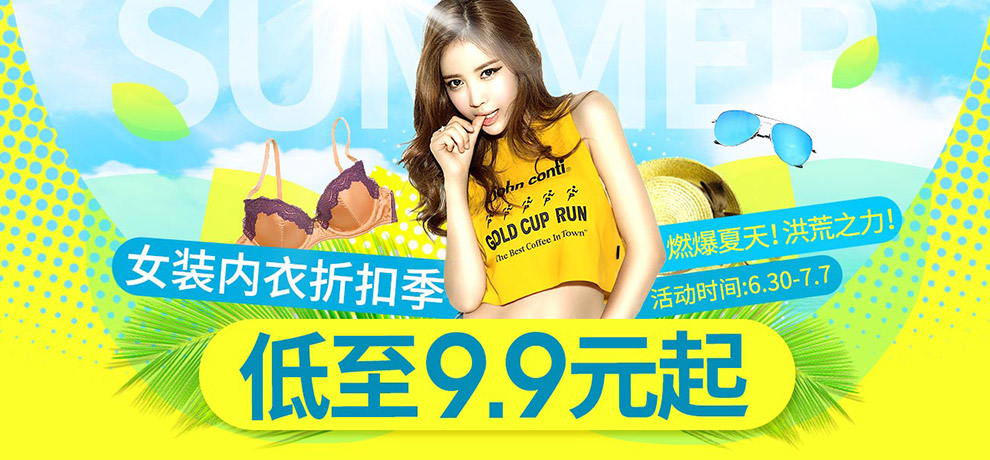 SUMMER
john conti
GOLD CUP RUN
The Best Coffee In Town™
女装内衣折扣季
燃爆夏天！洪荒之力！
活动时间:6.30-7.7
低至9.9元起